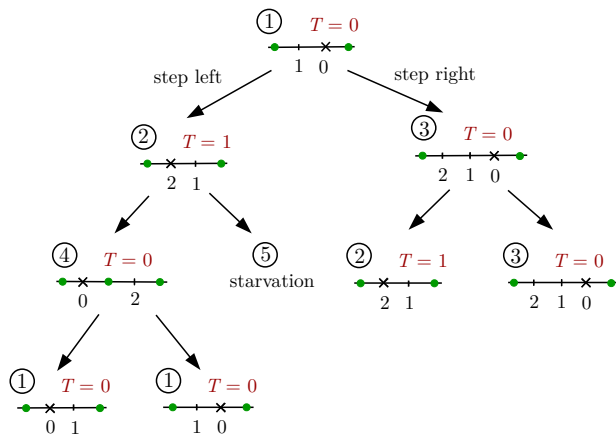 ① T = 0
1 0
step left step right
② T = 1
2 1
③ T = 0
2 1 0
④ T = 0
0 2
⑤
starvation
② T = 1
2 1
③ T = 0
2 1 0
① T = 0
0 1
① T = 0
1 0